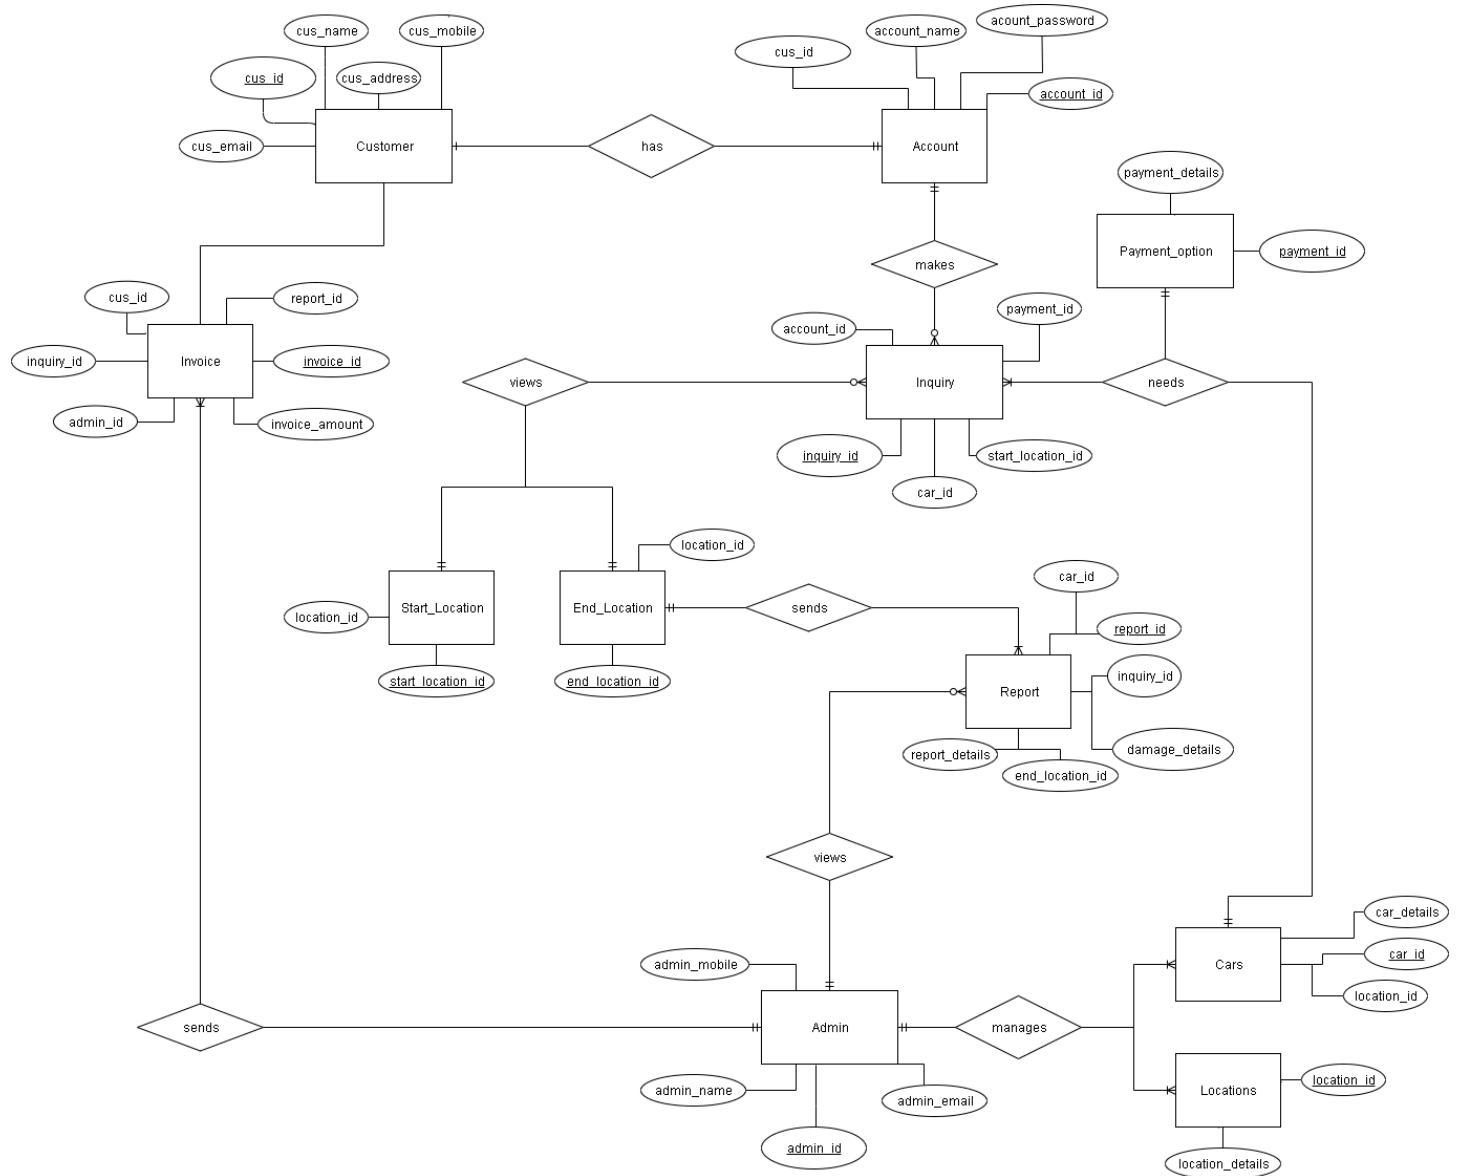 cus_name
cus_mobile
cus_id
cus_address
cus_email
Customer
has
cus_id
account_name
acount_password
account_id
Account
makes
payment_details
Payment_option
payment_id
cus_id
report_id
inquiry_id
Invoice
invoice_id
admin_id
invoice_amount
views
account_id
payment_id
Inquiry
needs
inquiry_id
start_location_id
car_id
location_id
Start_Location
location_id
start_location_id
End_Location
end_location_id
sends
car_id
report_id
Report
inquiry_id
report_details
damage_details
end_location_id
views
sends
admin_mobile
Admin
admin_name
admin_email
admin_id
manages
car_details
Cars
car_id
location_id
Locations
location_id
location_details